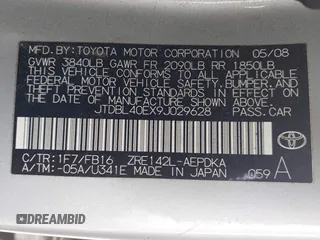 MFD. BY: TOYOTA MOTOR CORPORATION 05/08
GVWR 3840LB GAWR FR 2090LB RR 1850LB
THIS VEHICLE CONFORMS TO ALL APPLICABLE
FEDERAL MOTOR VEHICLE SAFETY, BUMPER, AND
THEFT PREVENTION STANDARDS IN EFFECT ON
THE DATE OF MANUFACTURE SHOWN ABOVE.
JTDBL40EX9J029628 PASS.CAR
TOYOTA
C/TR: 1F7/FB16 ZRE142L-AEPDKA
A/TM: -05A/U341E MADE IN JAPAN 059 A
DREAMBID